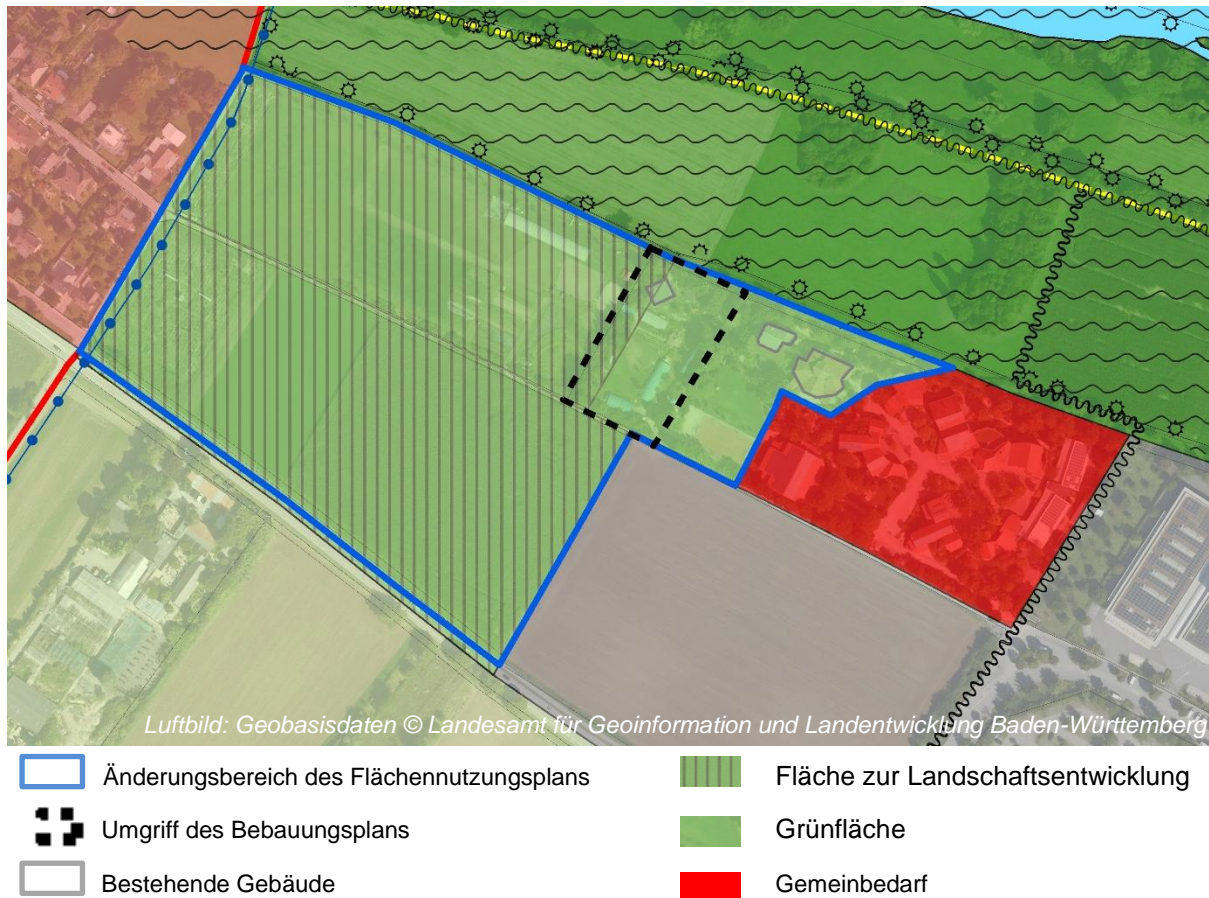 Luftbild: Geobasisdaten © Landesamt für Geoinformation und Landentwicklung Baden-Württemberg
Änderungsbereich des Flächennutzungsplans
Umgriff des Bebauungsplans
Bestehende Gebäude
Fläche zur Landschaftsentwicklung
Grünfläche
Gemeinbedarf